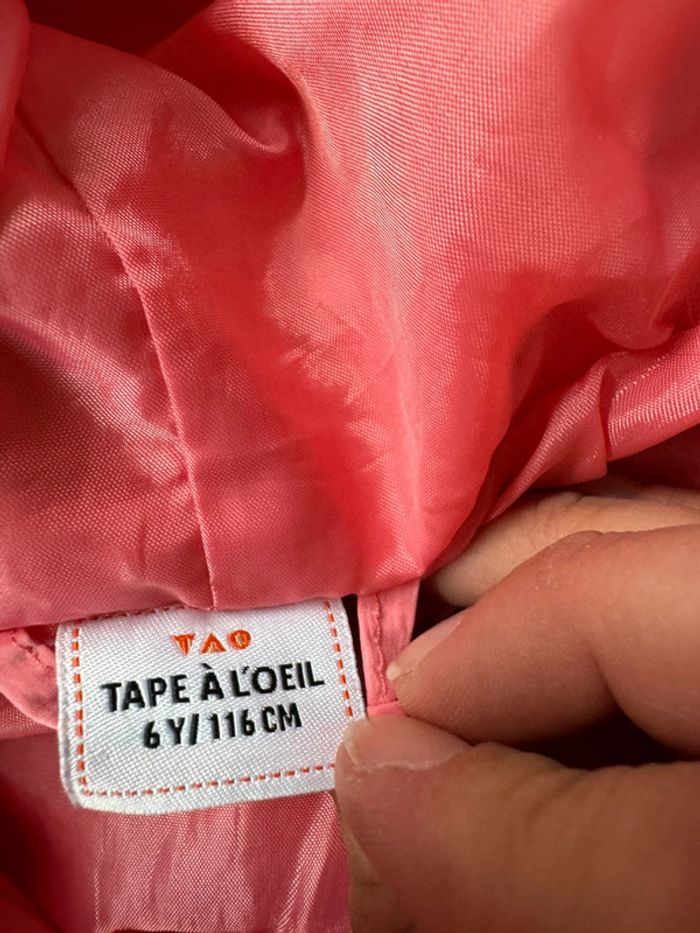 TAO
TAPE À L'OEIL
6 Y/ 116 CM